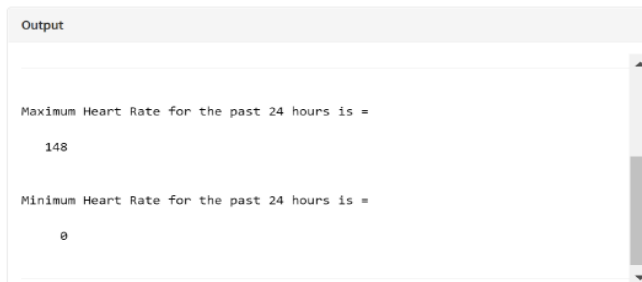 Output
Maximum Heart Rate for the past 24 hours is =
148
Minimum Heart Rate for the past 24 hours is =
0